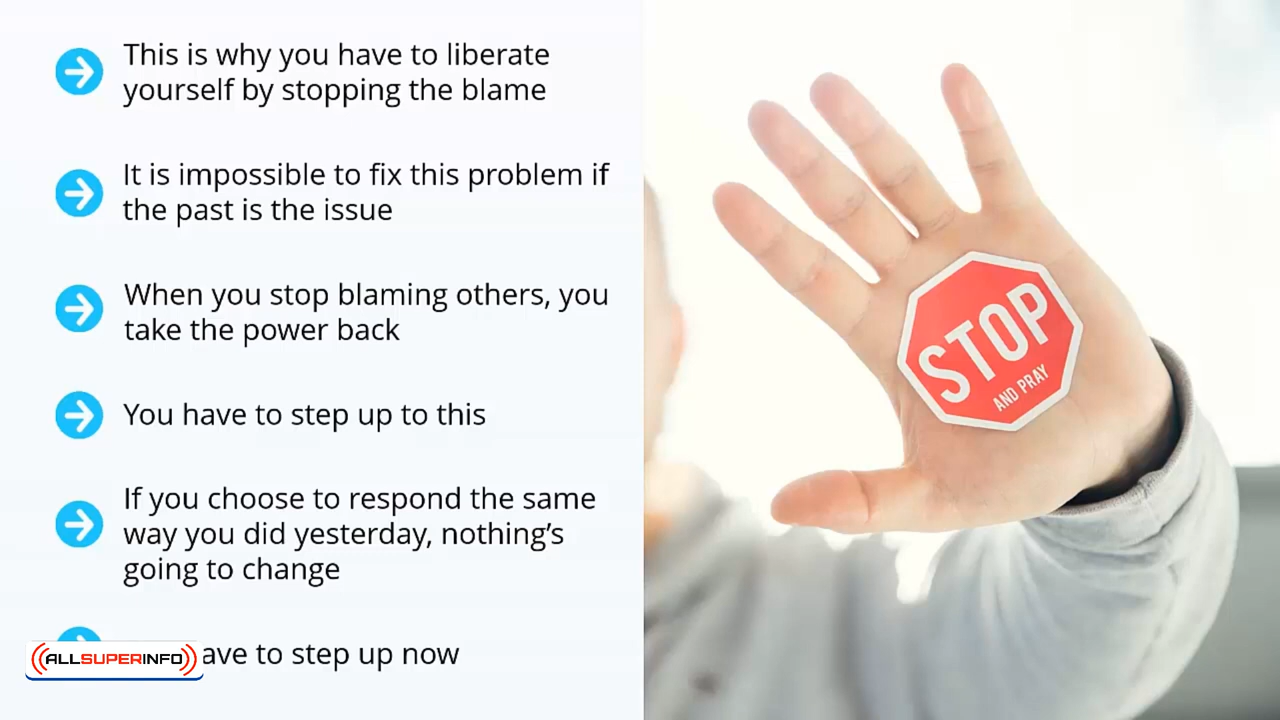 This is why you have to liberate
yourself by stopping the blame
It is impossible to fix this problem if
the past is the issue
When you stop blaming others, you
take the power back
You have to step up to this
If you choose to respond the same
way you did yesterday, nothing’s
going to change
to step up now
ALLSUPERINFO
STOP
AND PRAY